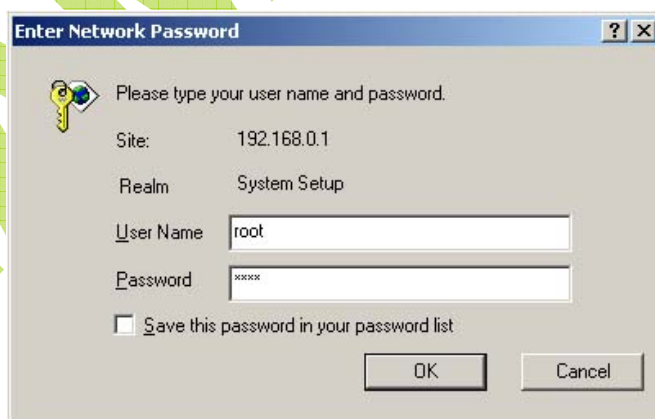 Enter Network Password
Please type your user name and password.
Site: 192.168.0.1
Realm System Setup
User Name root
Password ****
Save this password in your password list
OK Cancel